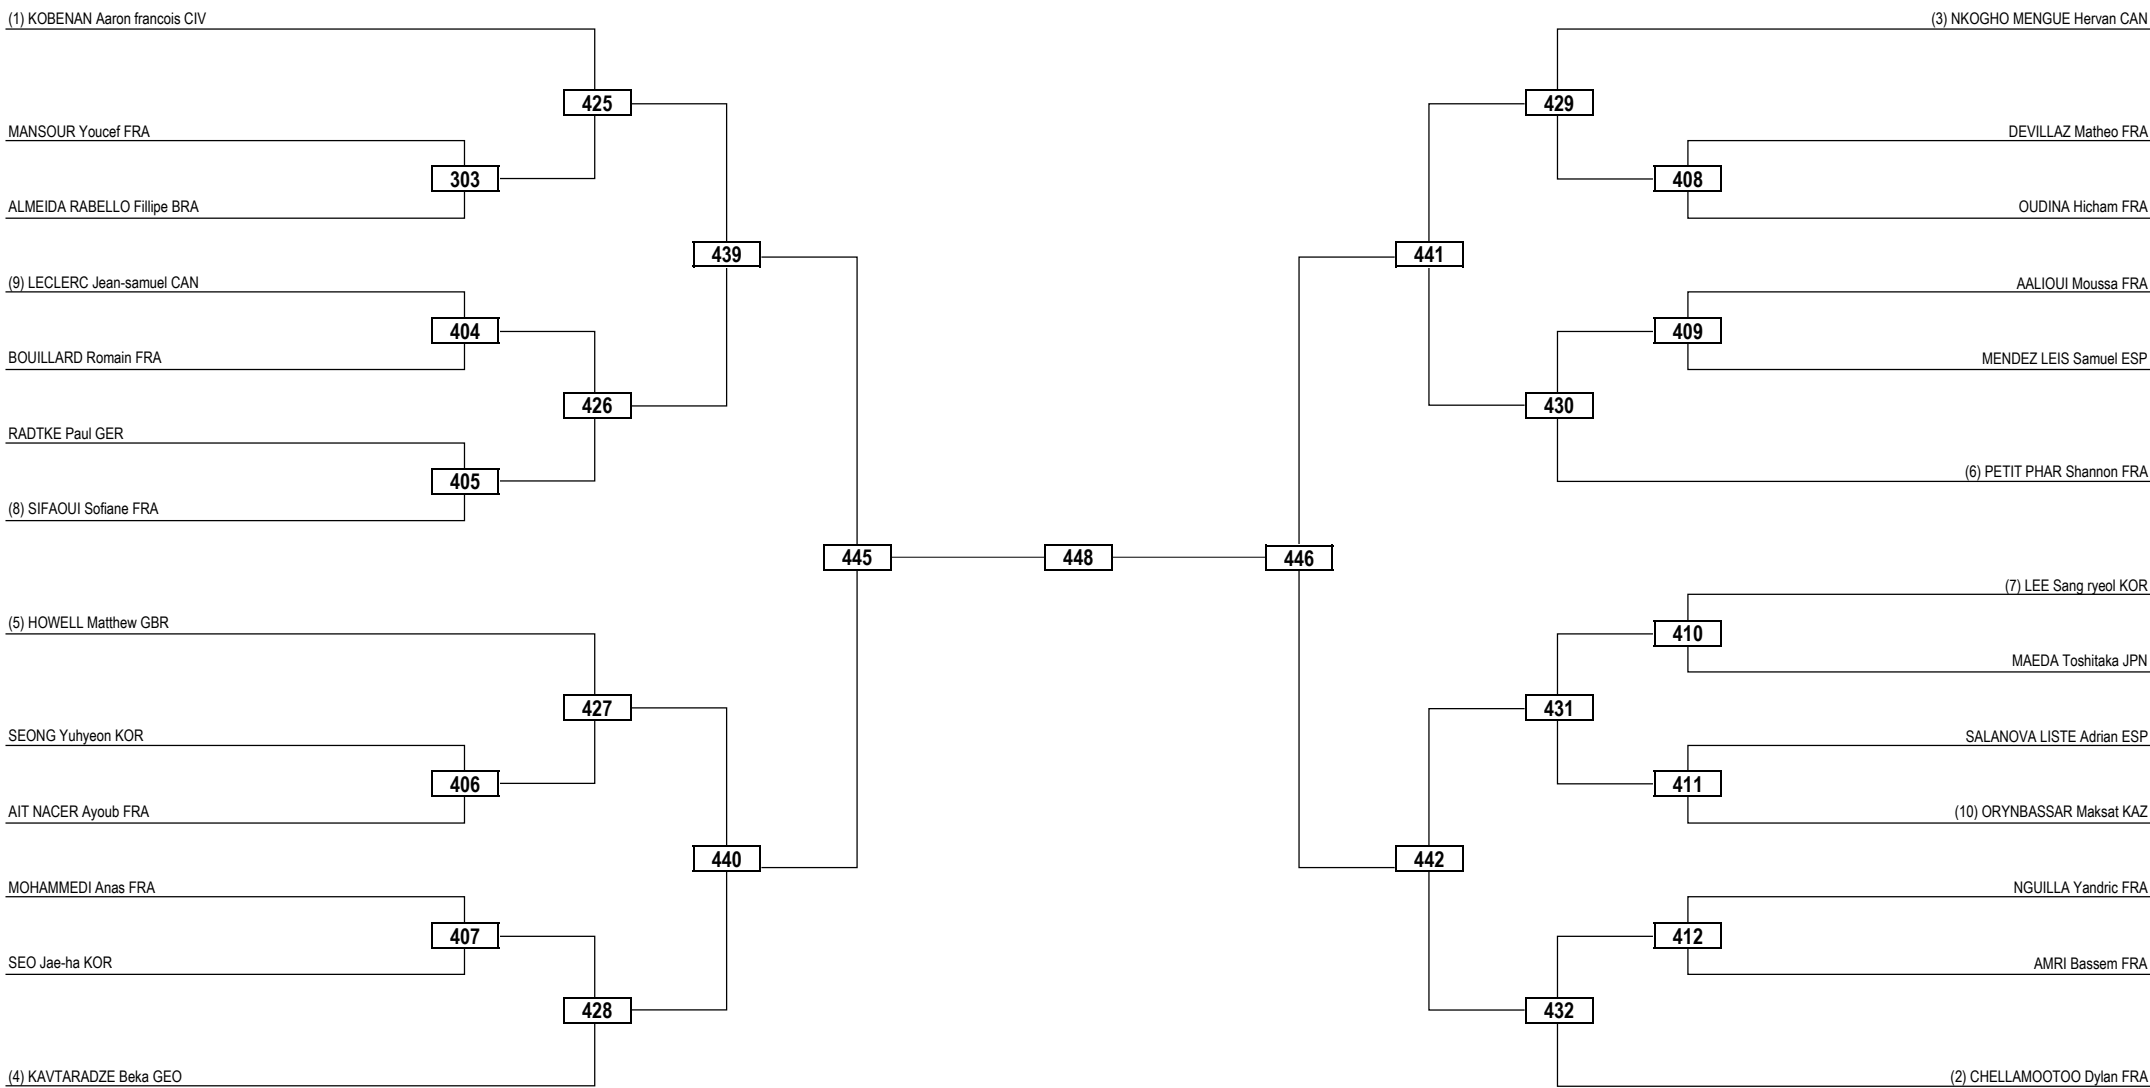 (1) KOBENAN Aaron francois CIV
425
MANSOUR Youcef FRA
303
ALMEIDA RABELLO Fillipe BRA
439
(9) LECLERC Jean-samuel CAN
404
BOUILLARD Romain FRA
426
RADTKE Paul GER
405
(8) SIFAOUI Sofiane FRA
445
448
446
(5) HOWELL Matthew GBR
427
SEONG Yuhyeon KOR
406
AIT NACER Ayoub FRA
440
MOHAMMEDI Anas FRA
407
SEO Jae-ha KOR
428
(4) KAVTARADZE Beka GEO
(3) NKOGHO MENGUE Hervan CAN
429
DEVILLAZ Matheo FRA
408
OUDINA Hicham FRA
441
AALIOUI Moussa FRA
409
MENDEZ LEIS Samuel ESP
430
(6) PETIT PHAR Shannon FRA
(7) LEE Sang ryeol KOR
410
MAEDA Toshitaka JPN
431
SALANOVA LISTE Adrian ESP
411
(10) ORYNBASSAR Maksat KAZ
442
NGUILLA Yandric FRA
412
AMRI Bassem FRA
432
(2) CHELLAMOOTOO Dylan FRA